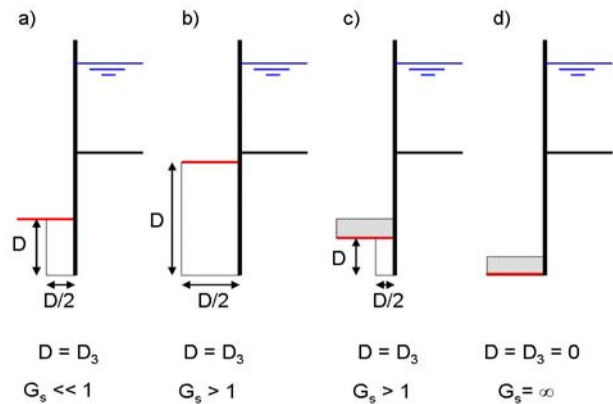 a) b) c) d)
D
D/2
D
D/2
D
D/2
D = D₃ D = D₃ D = D₃ D = D₃ = 0
Gₛ << 1 Gₛ > 1 Gₛ > 1 Gₛ = ∞